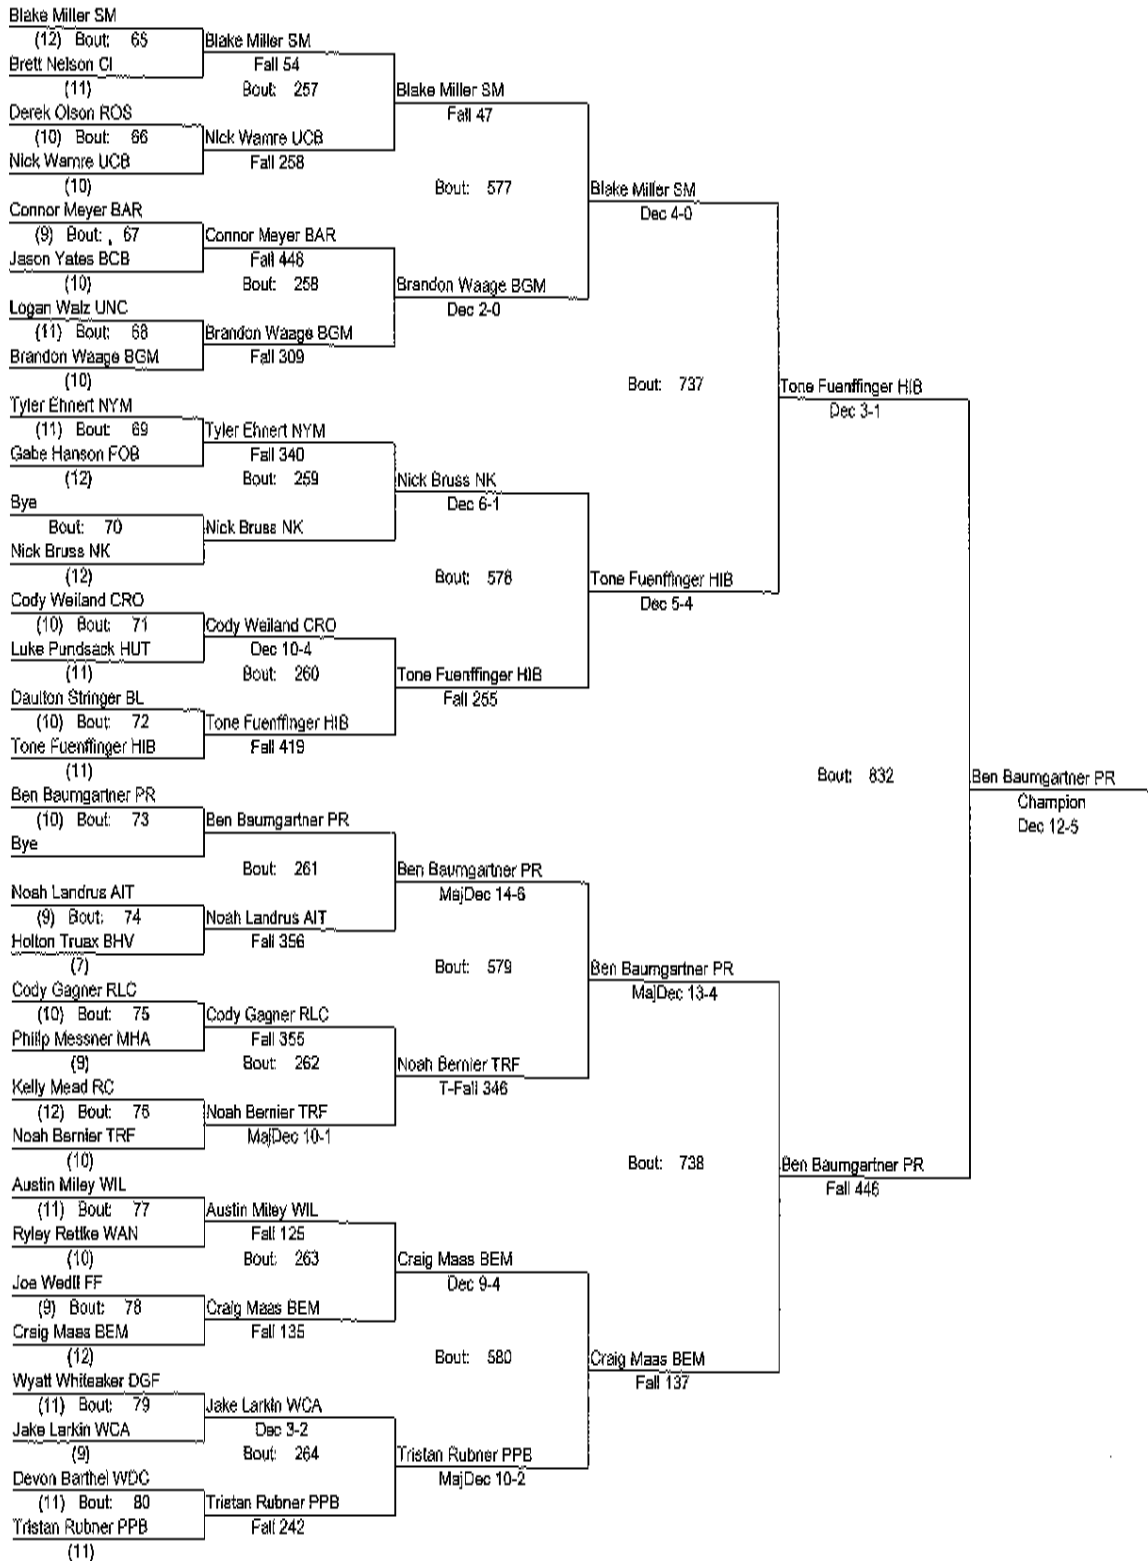 Blake Miller SM
(12) Bout: 65
Brett Nelson CI
(11)
Derek Olson ROS
(10) Bout: 66
Nick Wamre UCB
(10)
Connor Meyer BAR
(9) Bout: 67
Jason Yates BCB
(10)
Logan Walz UNC
(11) Bout: 68
Brandon Waage BGM
(10)
Tyler Ehnert NYM
(11) Bout: 69
Gabe Hanson FOB
(12)
Bye
Bout: 70
Nick Bruss NK
(12)
Cody Weiland CRO
(10) Bout: 71
Luke Pundsack HUT
(11)
Daulton Stringer BL
(10) Bout: 72
Tone Fuenffinger HIB
(11)
Ben Baumgartner PR
(10) Bout: 73
Bye
Noah Landrus AIT
(9) Bout: 74
Holton Truax BHV
(7)
Cody Gagner RLC
(10) Bout: 75
Philip Messner MHA
(9)
Kelly Mead RC
(12) Bout: 76
Noah Bernier TRF
(10)
Austin Miley WIL
(11) Bout: 77
Ryley Rettke WAN
(10)
Joe Wedll FF
(9) Bout: 78
Craig Maas BEM
(12)
Wyatt Whiteaker DGF
(11) Bout: 79
Jake Larkin WCA
(9)
Devon Barthel WDC
(11) Bout: 80
Tristan Rubner PPB
(11)
Blake Miller SM
Fall 54
Bout: 257
Nick Wamre UCB
Fall 258
Connor Meyer BAR
Fall 448
Bout: 258
Brandon Waage BGM
Fall 309
Tyler Ehnert NYM
Fall 340
Bout: 259
Nick Bruss NK
Cody Weiland CRO
Dec 10-4
Bout: 260
Tone Fuenffinger HIB
Fall 419
Ben Baumgartner PR
Bout: 261
Noah Landrus AIT
Fall 356
Cody Gagner RLC
Fall 355
Bout: 262
Noah Bernier TRF
MajDec 10-1
Austin Miley WIL
Fall 125
Bout: 263
Craig Maas BEM
Fall 135
Jake Larkin WCA
Dec 3-2
Bout: 264
Tristan Rubner PPB
Fall 242
Blake Miller SM
Fall 47
Bout: 577
Brandon Waage BGM
Dec 2-0
Nick Bruss NK
Dec 6-1
Bout: 578
Tone Fuenffinger HIB
Fall 255
Ben Baumgartner PR
MajDec 14-6
Bout: 579
Noah Bernier TRF
T-Fall 346
Craig Maas BEM
Dec 9-4
Bout: 580
Tristan Rubner PPB
MajDec 10-2
Blake Miller SM
Dec 4-0
Bout: 737
Tone Fuenffinger HIB
Dec 5-4
Ben Baumgartner PR
MajDec 13-4
Bout: 738
Craig Maas BEM
Fall 137
Tone Fuenffinger HIB
Dec 3-1
Bout: 832
Ben Baumgartner PR
Fall 446
Ben Baumgartner PR
Champion
Dec 12-5